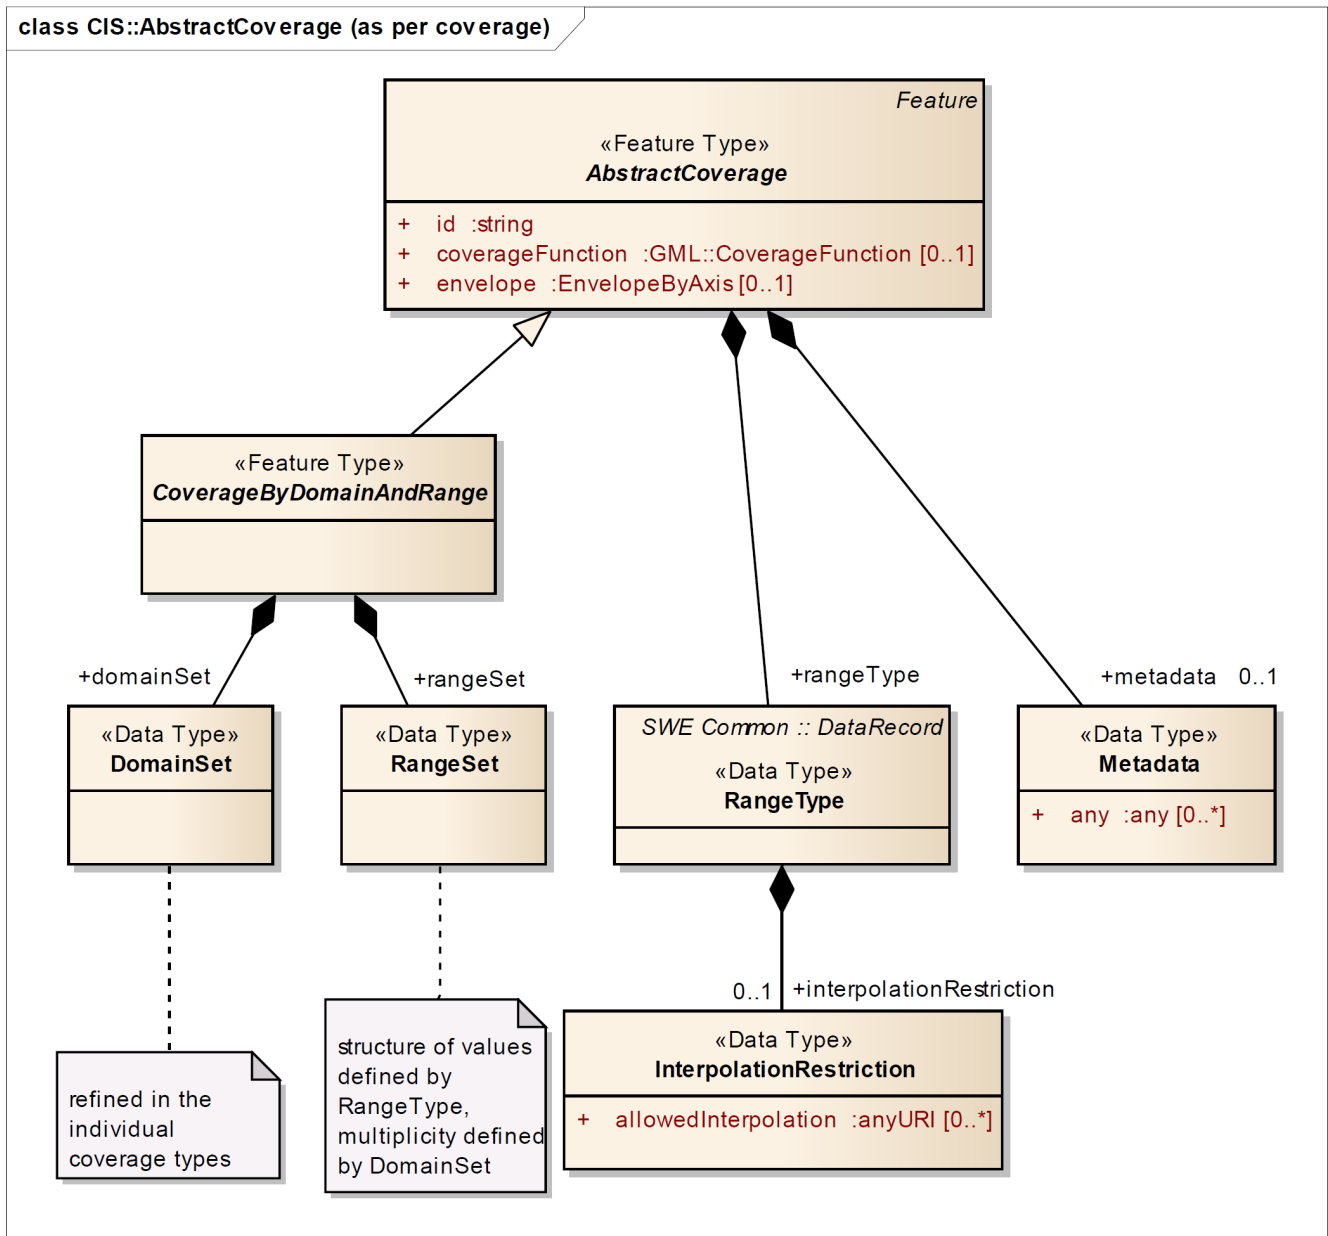 class CIS::AbstractCoverage (as per coverage)
Feature
«Feature Type»
AbstractCoverage
+ id :string
+ coverageFunction :GML::CoverageFunction [0..1]
+ envelope :EnvelopeByAxis [0..1]
«Feature Type»
CoverageByDomainAndRange
+domainSet
+rangeSet
+rangeType
+metadata 0..1
«Data Type»
DomainSet
«Data Type»
RangeSet
SWE Common :: DataRecord
«Data Type»
RangeType
«Data Type»
Metadata
+ any :any [0..*]
0..1 +interpolationRestriction
refined in the
individual
coverage types
structure of values
defined by
RangeType,
multiplicity defined
by DomainSet
«Data Type»
InterpolationRestriction
+ allowedInterpolation :anyURI [0..*]